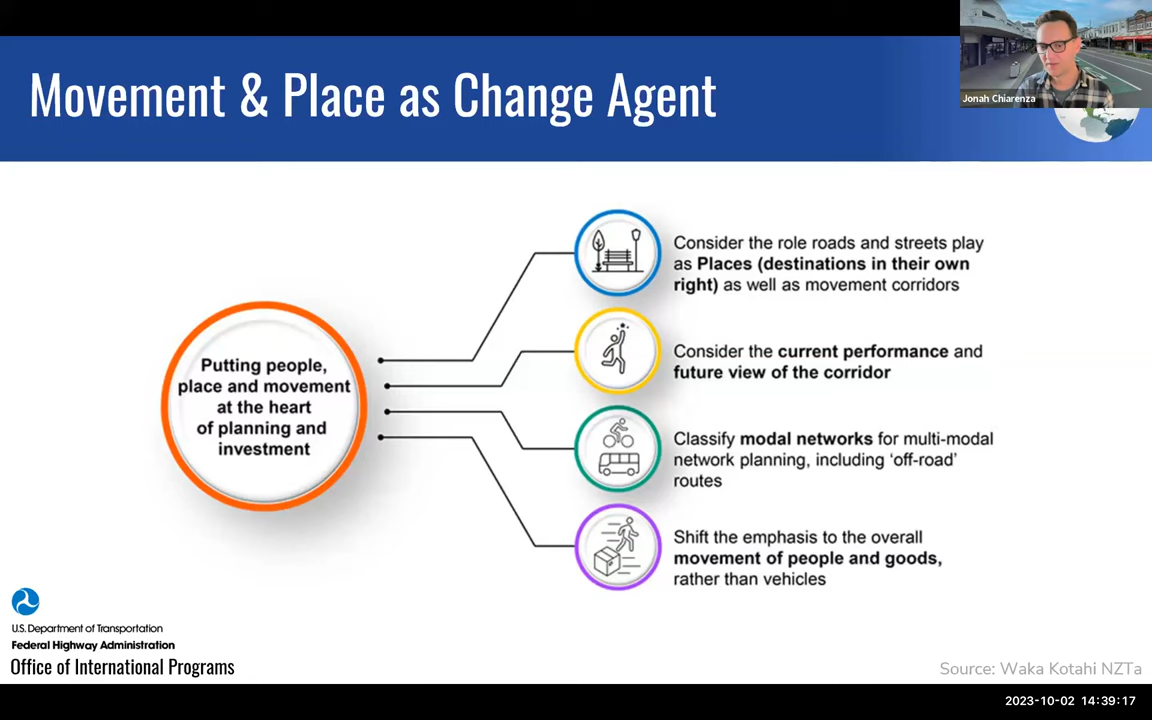 Movement & Place as Change Agent
Jonah Chiarenza
Putting people,
place and movement
at the heart
of planning and
investment
Consider the role roads and streets play
as Places (destinations in their own
right) as well as movement corridors
Consider the current performance and
future view of the corridor
Classify modal networks for multi-modal
network planning, including ‘off-road’
routes
Shift the emphasis to the overall
movement of people and goods,
rather than vehicles
U.S. Department of Transportation
Federal Highway Administration
Office of International Programs
Source: Waka Kotahi NZTa
2023-10-02 14:39:17